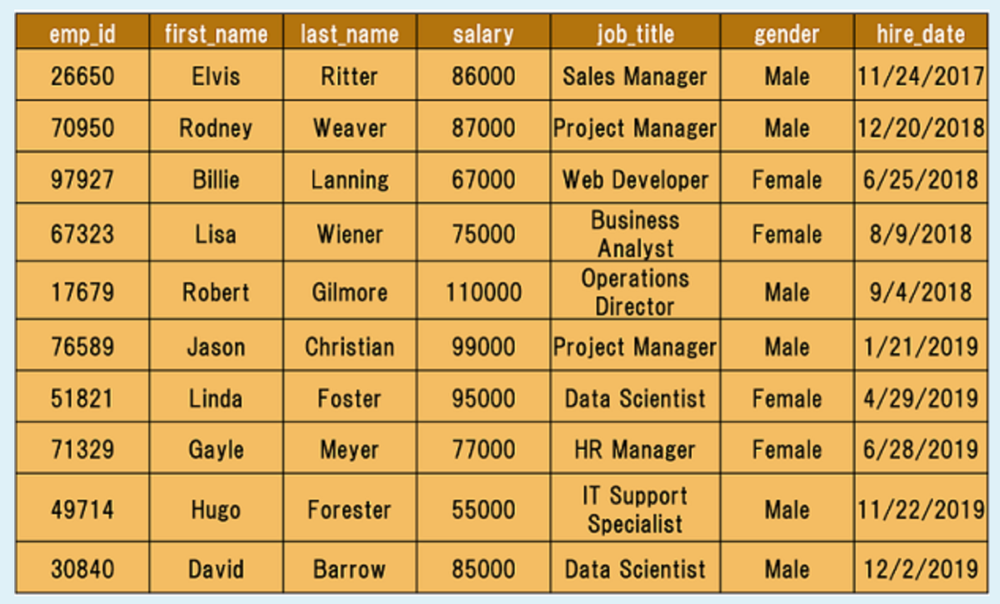 emp_id first_name last_name salary job_title gender hire_date
26650 Elvis Ritter 86000 Sales Manager Male 11/24/2017
70950 Rodney Weaver 87000 Project Manager Male 12/20/2018
97927 Billie Lanning 67000 Web Developer Female 6/25/2018
67323 Lisa Wiener 75000 Business Analyst Female 8/9/2018
17679 Robert Gilmore 110000 Operations Director Male 9/4/2018
76589 Jason Christian 99000 Project Manager Male 1/21/2019
51821 Linda Foster 95000 Data Scientist Female 4/29/2019
71329 Gayle Meyer 77000 HR Manager Female 6/28/2019
49714 Hugo Forester 55000 IT Support Specialist Male 11/22/2019
30840 David Barrow 85000 Data Scientist Male 12/2/2019